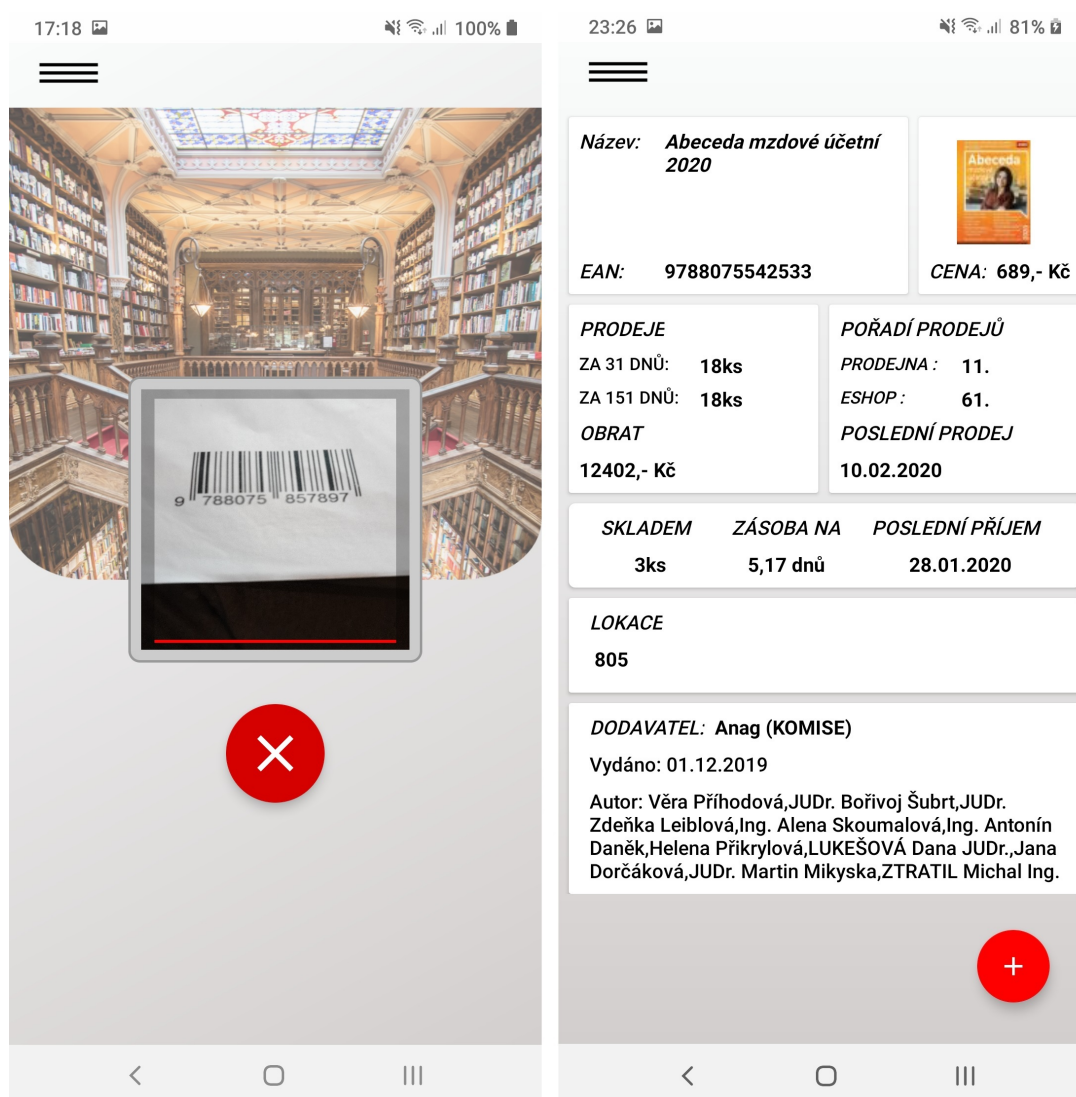 17:18
100%
9 788075 857897
23:26
81%
Název: Abeceda mzdové účetní
2020
Abeceda
EAN: 9788075542533
CENA: 689,- Kč
PRODEJE
ZA 31 DNŮ: 18ks
ZA 151 DNŮ: 18ks
OBRAT
12402,- Kč
POŘADÍ PRODEJŮ
PRODEJNA : 11.
ESHOP : 61.
POSLEDNÍ PRODEJ
10.02.2020
SKLADEM ZÁSOBA NA POSLEDNÍ PŘÍJEM
3ks 5,17 dnů 28.01.2020
LOKACE
805
DODAVATEL: Anag (KOMISE)
Vydáno: 01.12.2019
Autor: Věra Příhodová,JUDr. Bořivoj Šubrt,JUDr.
Zdeňka Leiblová,Ing. Alena Skoumalová,Ing. Antonín
Daněk,Helena Přikrylová,LUKEŠOVÁ Dana JUDr.,Jana
Dorčáková,JUDr. Martin Mikyska,ZTRATIL Michal Ing.